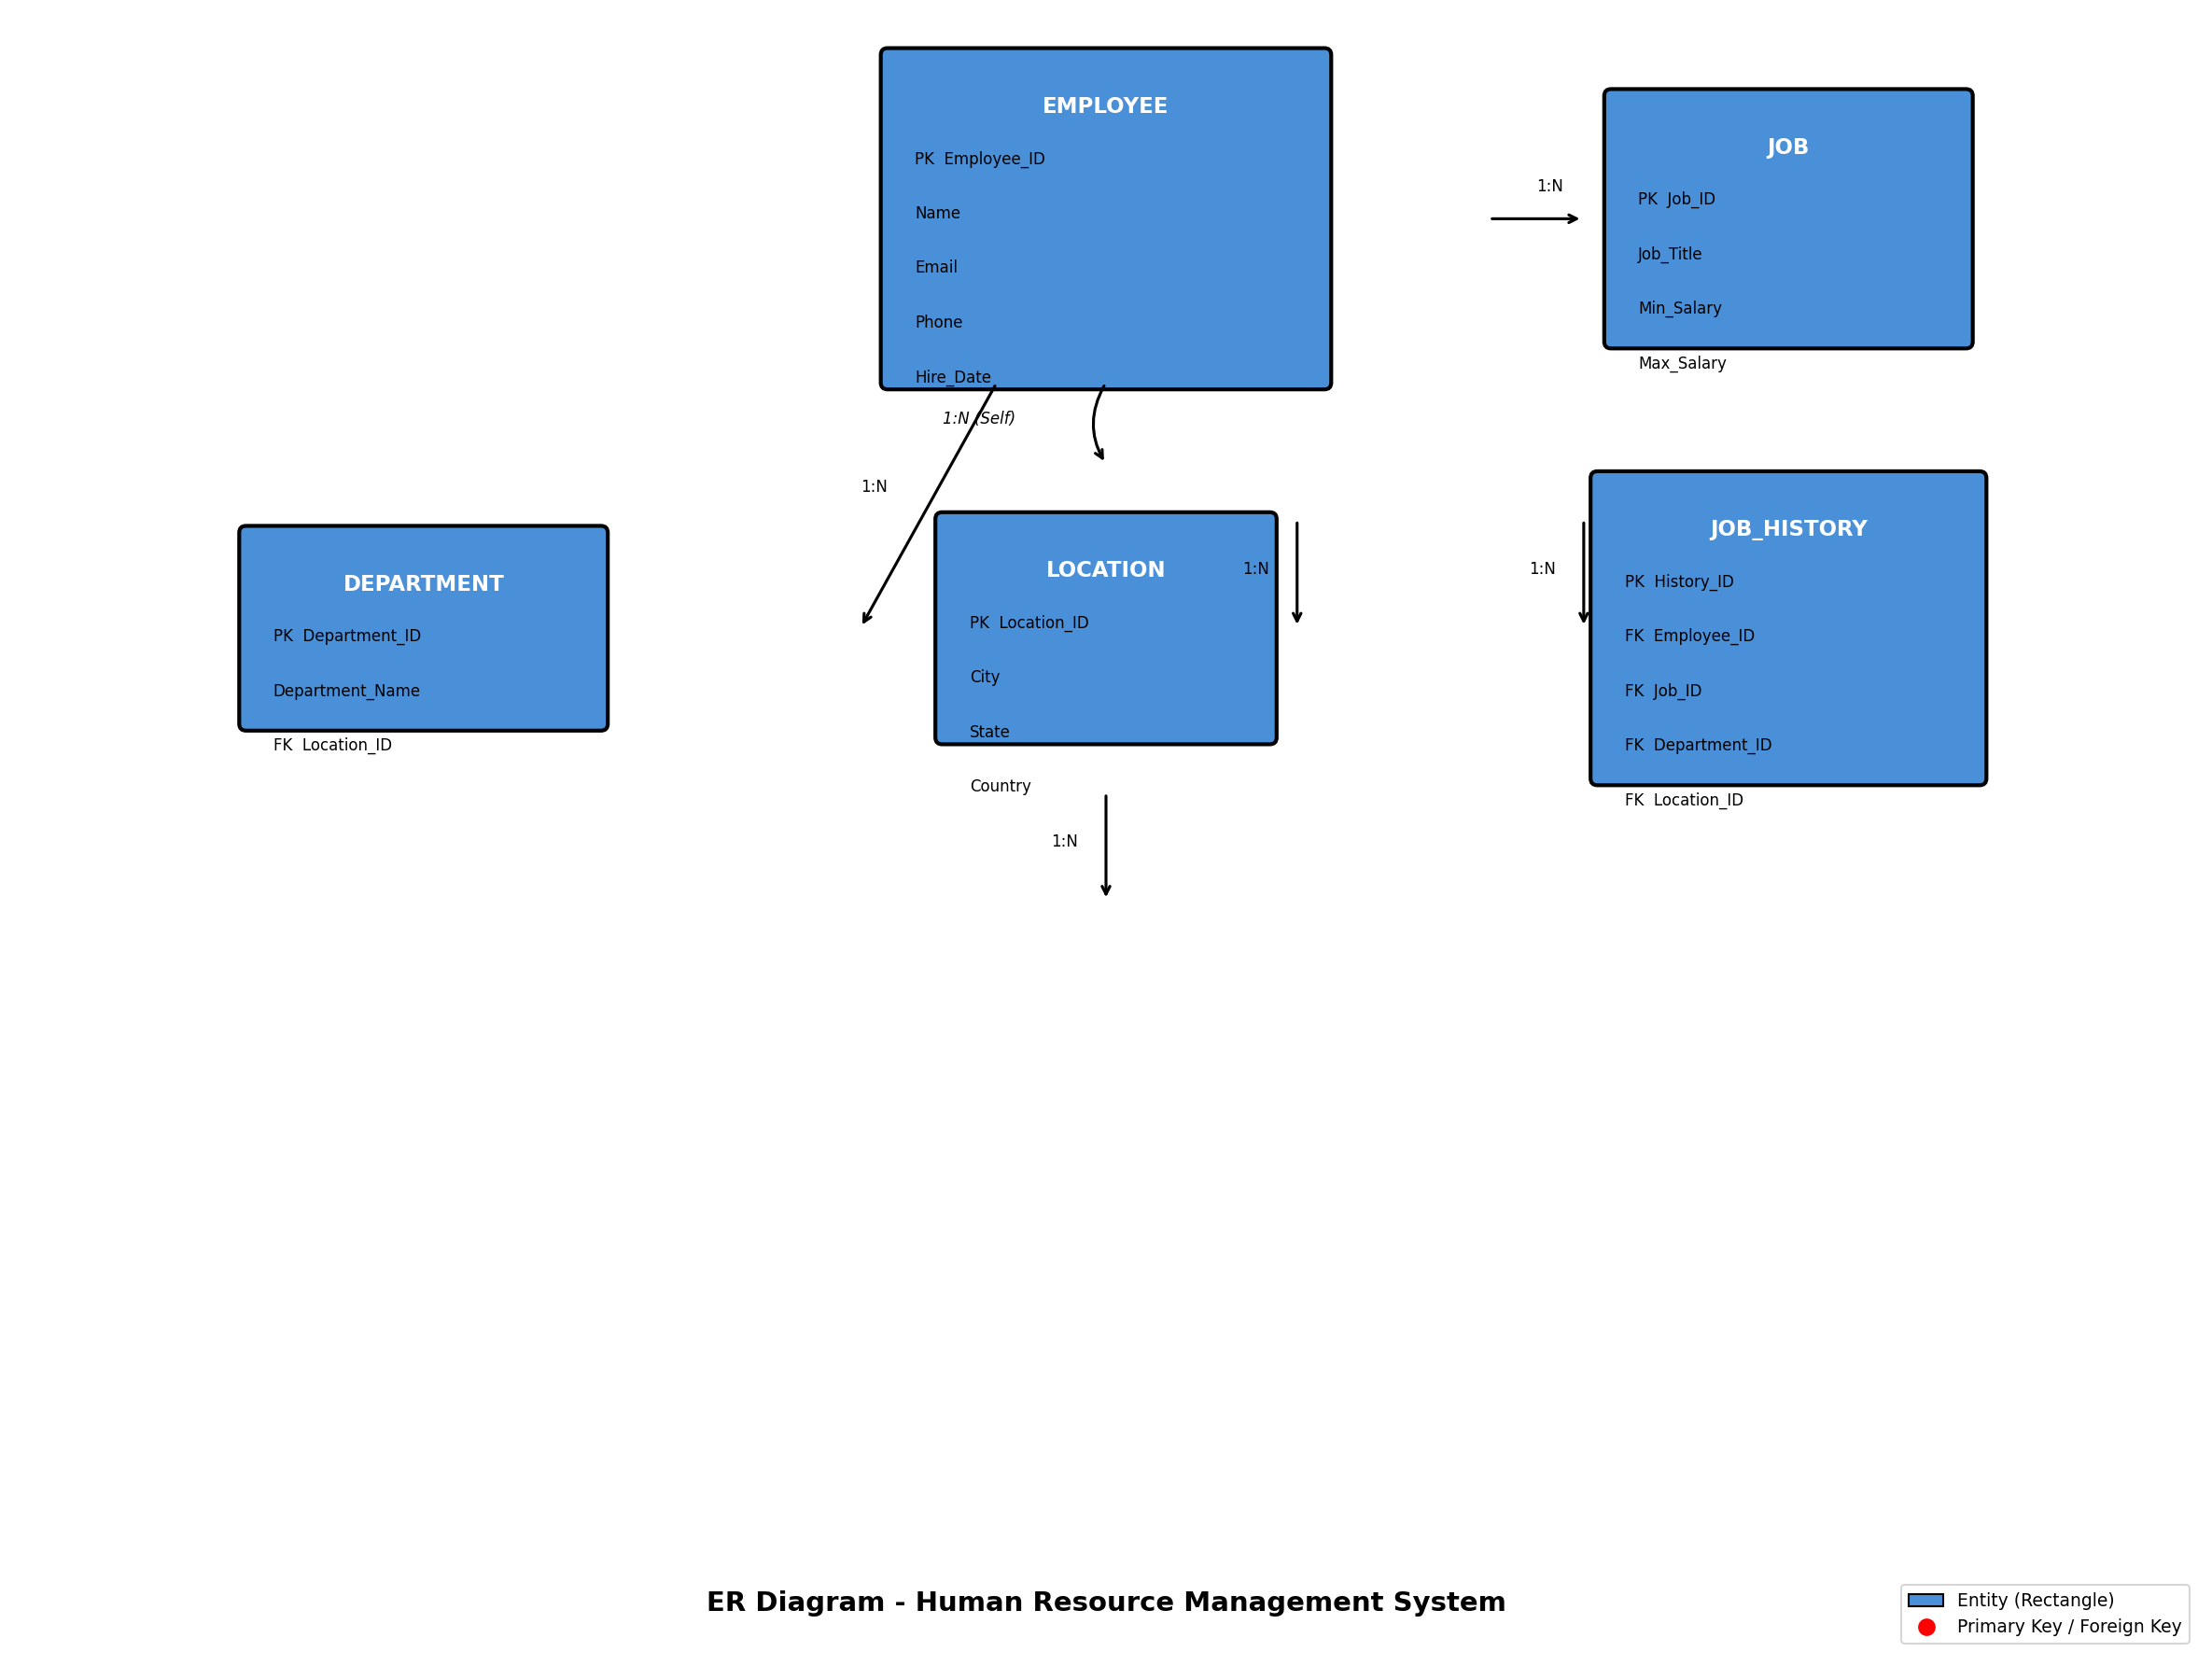 EMPLOYEE
PK  Employee_ID
Name
Email
Phone
Hire_Date
JOB
PK  Job_ID
Job_Title
Min_Salary
Max_Salary
1:N
1:N (Self)
1:N
DEPARTMENT
PK  Department_ID
Department_Name
FK  Location_ID
LOCATION
PK  Location_ID
City
State
Country
1:N
1:N
JOB_HISTORY
PK  History_ID
FK  Employee_ID
FK  Job_ID
FK  Department_ID
FK  Location_ID
1:N
ER Diagram - Human Resource Management System
Entity (Rectangle)
Primary Key / Foreign Key